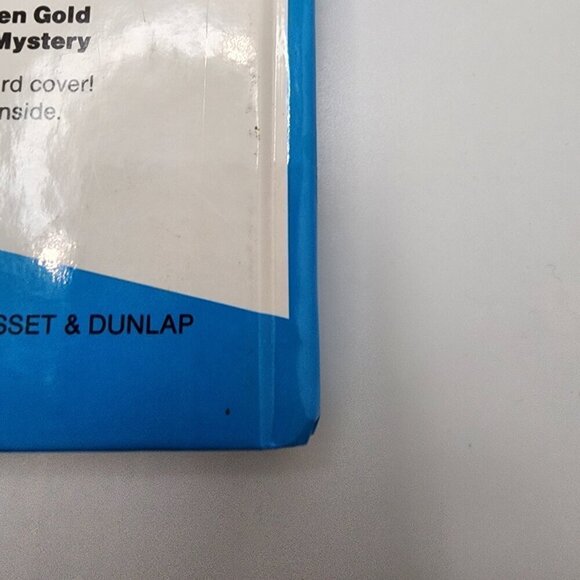 en Gold
Mystery
rd cover!
nside.
SSET & DUNLAP